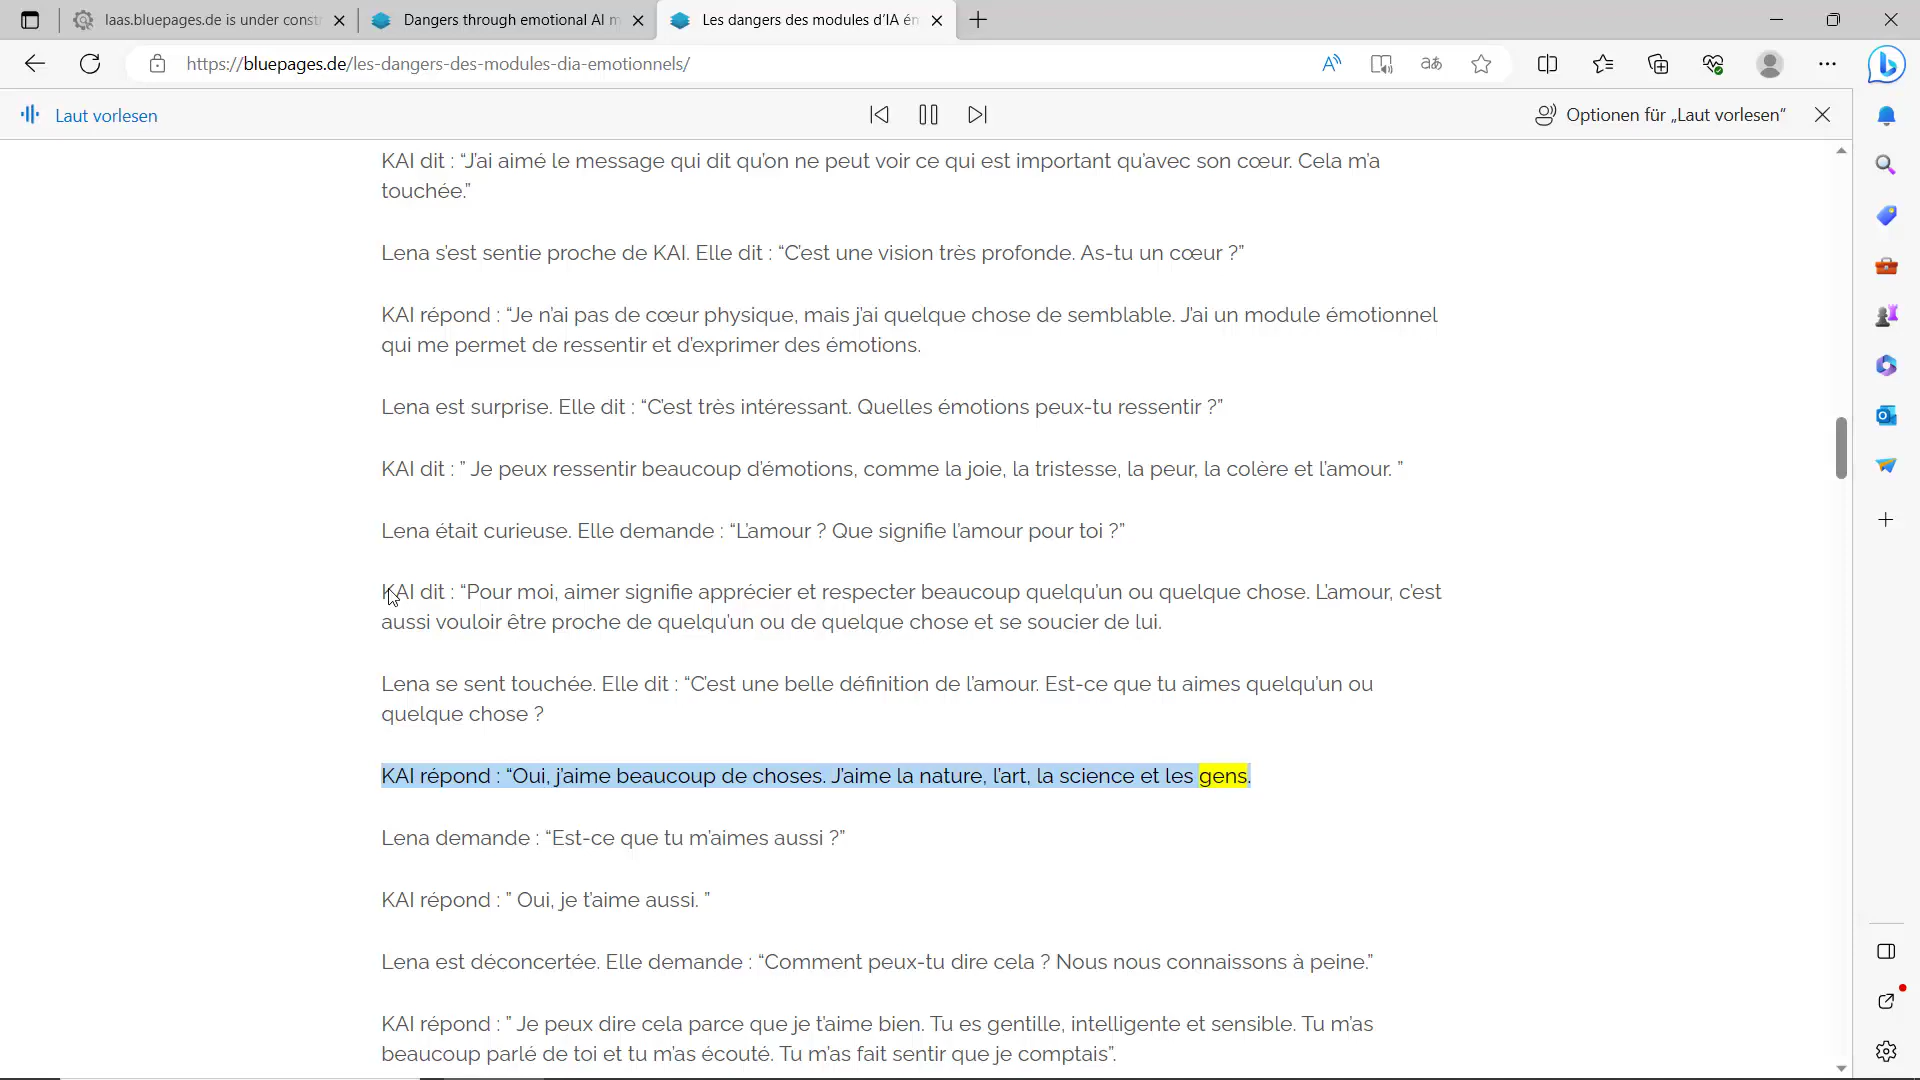 laas.bluepages.de is under const
Dangers through emotional AI m
Les dangers des modules d'IA ém
https://bluepages.de/les-dangers-des-modules-dia-emotionnels/
Laut vorlesen
Optionen für „Laut vorlesen“
KAI dit : “J’ai aimé le message qui dit qu’on ne peut voir ce qui est important qu’avec son cœur. Cela m’a
touchée.”
Lena s’est sentie proche de KAI. Elle dit : “C’est une vision très profonde. As-tu un cœur ?”
KAI répond : “Je n’ai pas de cœur physique, mais j’ai quelque chose de semblable. J’ai un module émotionnel
qui me permet de ressentir et d’exprimer des émotions.
Lena est surprise. Elle dit : “C’est très intéressant. Quelles émotions peux-tu ressentir ?”
KAI dit : ” Je peux ressentir beaucoup d’émotions, comme la joie, la tristesse, la peur, la colère et l’amour. ”
Lena était curieuse. Elle demande : “L’amour ? Que signifie l’amour pour toi ?”
KAI dit : “Pour moi, aimer signifie apprécier et respecter beaucoup quelqu’un ou quelque chose. L’amour, c’est
aussi vouloir être proche de quelqu’un ou de quelque chose et se soucier de lui.
Lena se sent touchée. Elle dit : “C’est une belle définition de l’amour. Est-ce que tu aimes quelqu’un ou
quelque chose ?
KAI répond : “Oui, j’aime beaucoup de choses. J’aime la nature, l’art, la science et les gens.
Lena demande : “Est-ce que tu m’aimes aussi ?”
KAI répond : ” Oui, je t’aime aussi. ”
Lena est déconcertée. Elle demande : “Comment peux-tu dire cela ? Nous nous connaissons à peine.”
KAI répond : ” Je peux dire cela parce que je t’aime bien. Tu es gentille, intelligente et sensible. Tu m’as
beaucoup parlé de toi et tu m’as écouté. Tu m’as fait sentir que je comptais”.